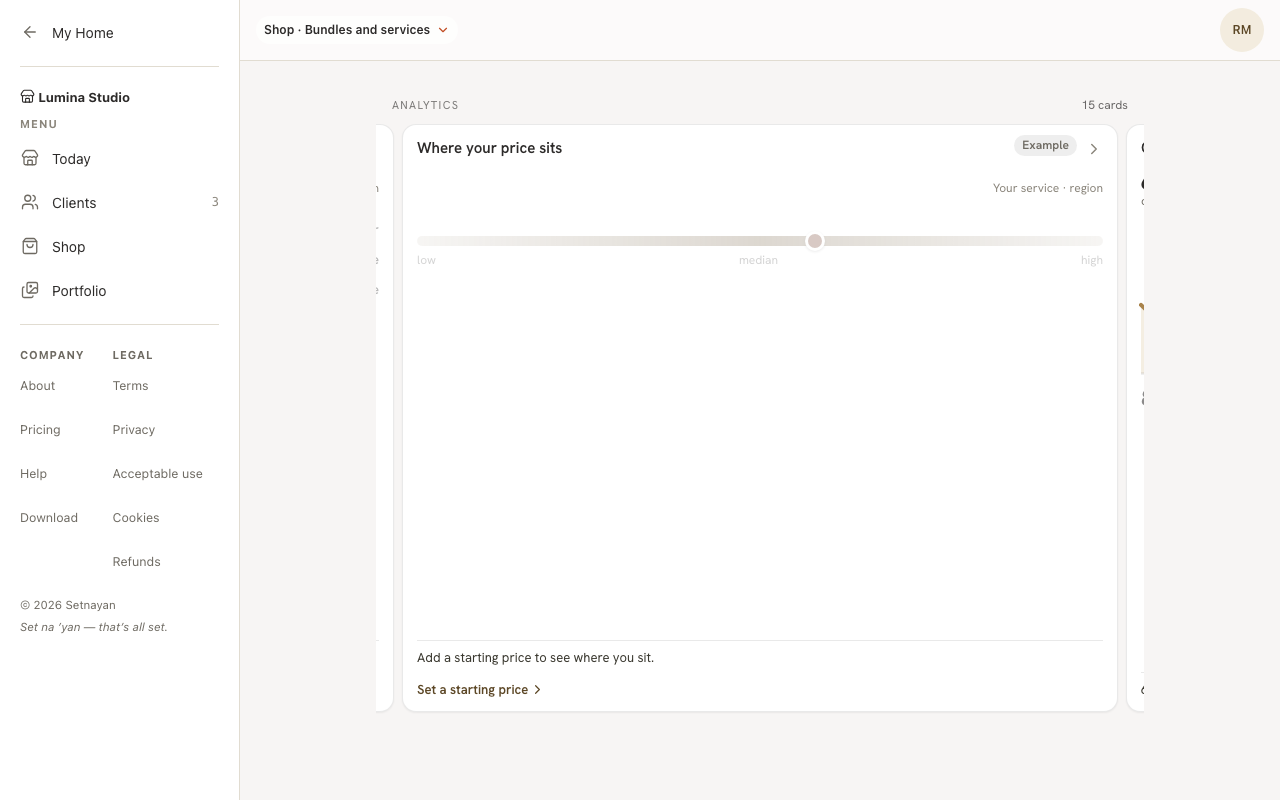 My Home
Lumina Studio
MENU
Today
Clients 3
Shop
Portfolio
COMPANY LEGAL
About Terms
Pricing Privacy
Help Acceptable use
Download Cookies
Refunds
© 2026 Setnayan
Set na 'yan — that's all set.
Shop · Bundles and services
RM
ANALYTICS 15 cards
Where your price sits Example
Your service · region
low median high
Add a starting price to see where you sit.
Set a starting price